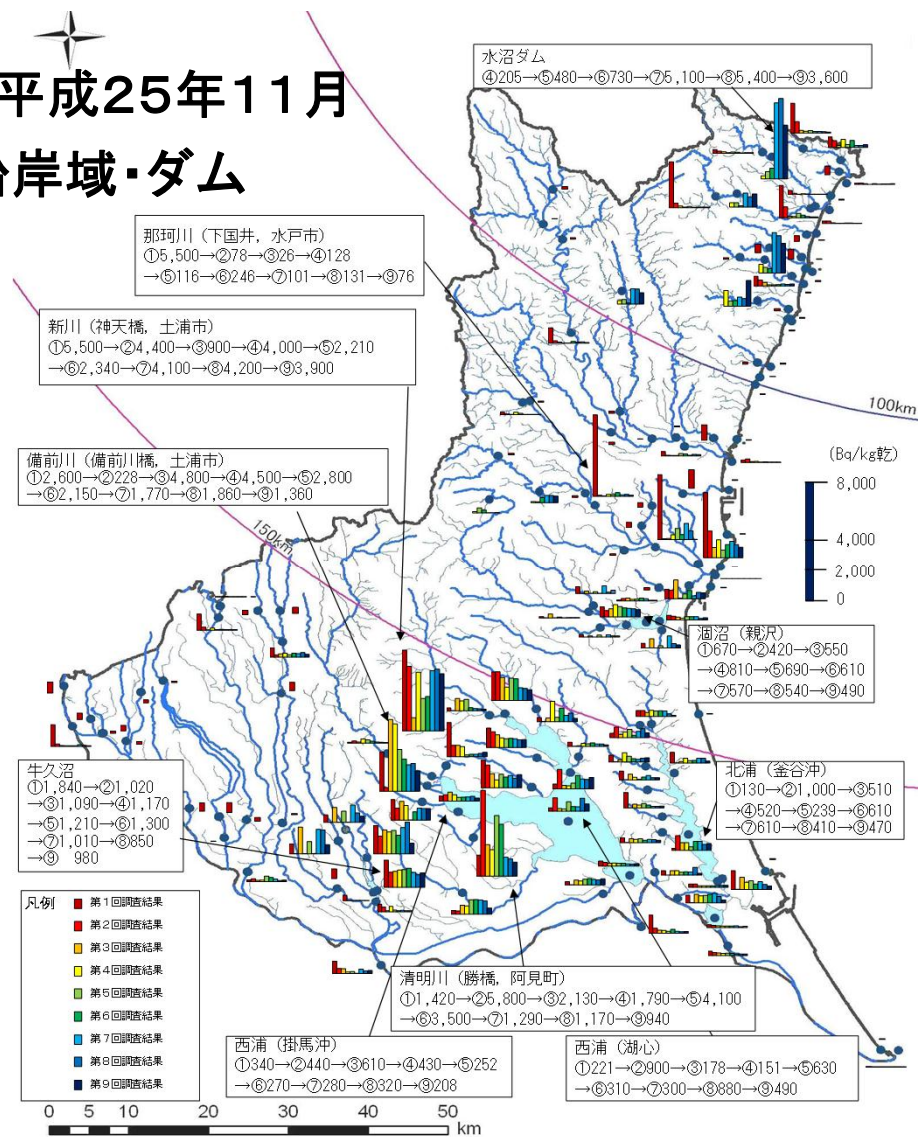 平成25年11月
沿岸域・ダム
水沼ダム
④205→⑤480→⑥730→⑦5,100→⑧5,400→⑨3,600
那珂川（下国井，水戸市）
①5,500→②78→③26→④128
→⑤116→⑥246→⑦101→⑧131→⑨76
新川（神天橋，土浦市）
①5,500→②4,400→③900→④4,000→⑤2,210
→⑥2,340→⑦4,100→⑧4,200→⑨3,900
備前川（備前川橋，土浦市）
①2,600→②228→③4,800→④4,500→⑤2,800
→⑥2,150→⑦1,770→⑧1,860→⑨1,360
100km
150km
(Bq/kg乾)
8,000
4,000
2,000
0
涸沼（親沢）
①670→②420→③550
→④810→⑤690→⑥610
→⑦570→⑧540→⑨490
北浦（釜谷沖）
①130→②1,000→③510
→④520→⑤239→⑥610
→⑦610→⑧410→⑨470
牛久沼
①1,840→②1,020
→③1,090→④1,170
→⑤1,210→⑥1,300
→⑦1,010→⑧850
→⑨ 980
凡例
第1回調査結果
第2回調査結果
第3回調査結果
第4回調査結果
第5回調査結果
第6回調査結果
第7回調査結果
第8回調査結果
第9回調査結果
清明川（勝橋，阿見町）
①1,420→②5,800→③2,130→④1,790→⑤4,100
→⑥3,500→⑦1,290→⑧1,170→⑨940
西浦（掛馬沖）
①340→②440→③610→④430→⑤252
→⑥270→⑦280→⑧320→⑨208
西浦（湖心）
①221→②900→③178→④151→⑤630
→⑥310→⑦300→⑧880→⑨490
0 5 10 20 30 40 50
km